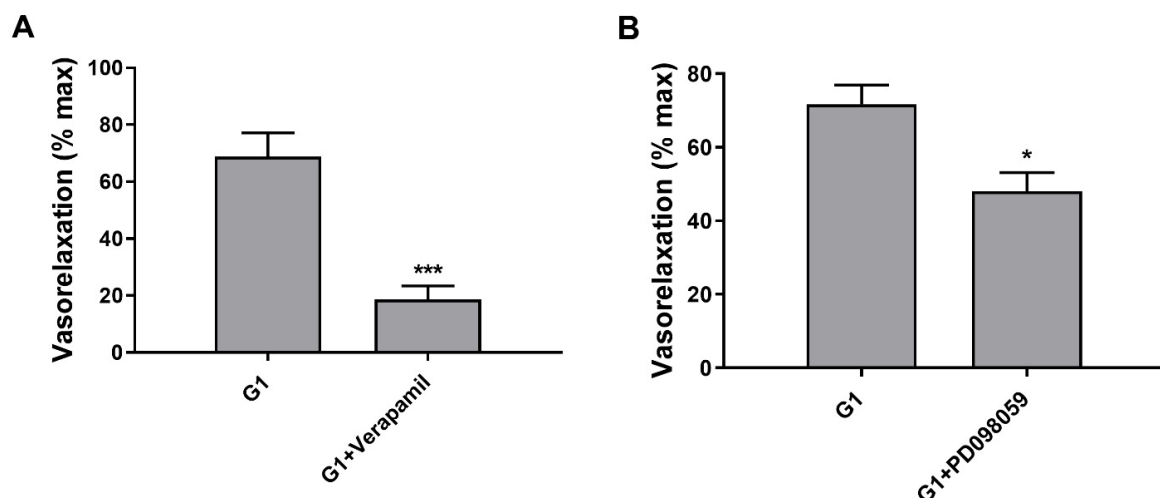 A
Vasorelaxation (% max)
100
80
60
40
20
0
***
G1
G1+Verapamil
B
Vasorelaxation (% max)
80
60
40
20
0
*
G1
G1+PD098059